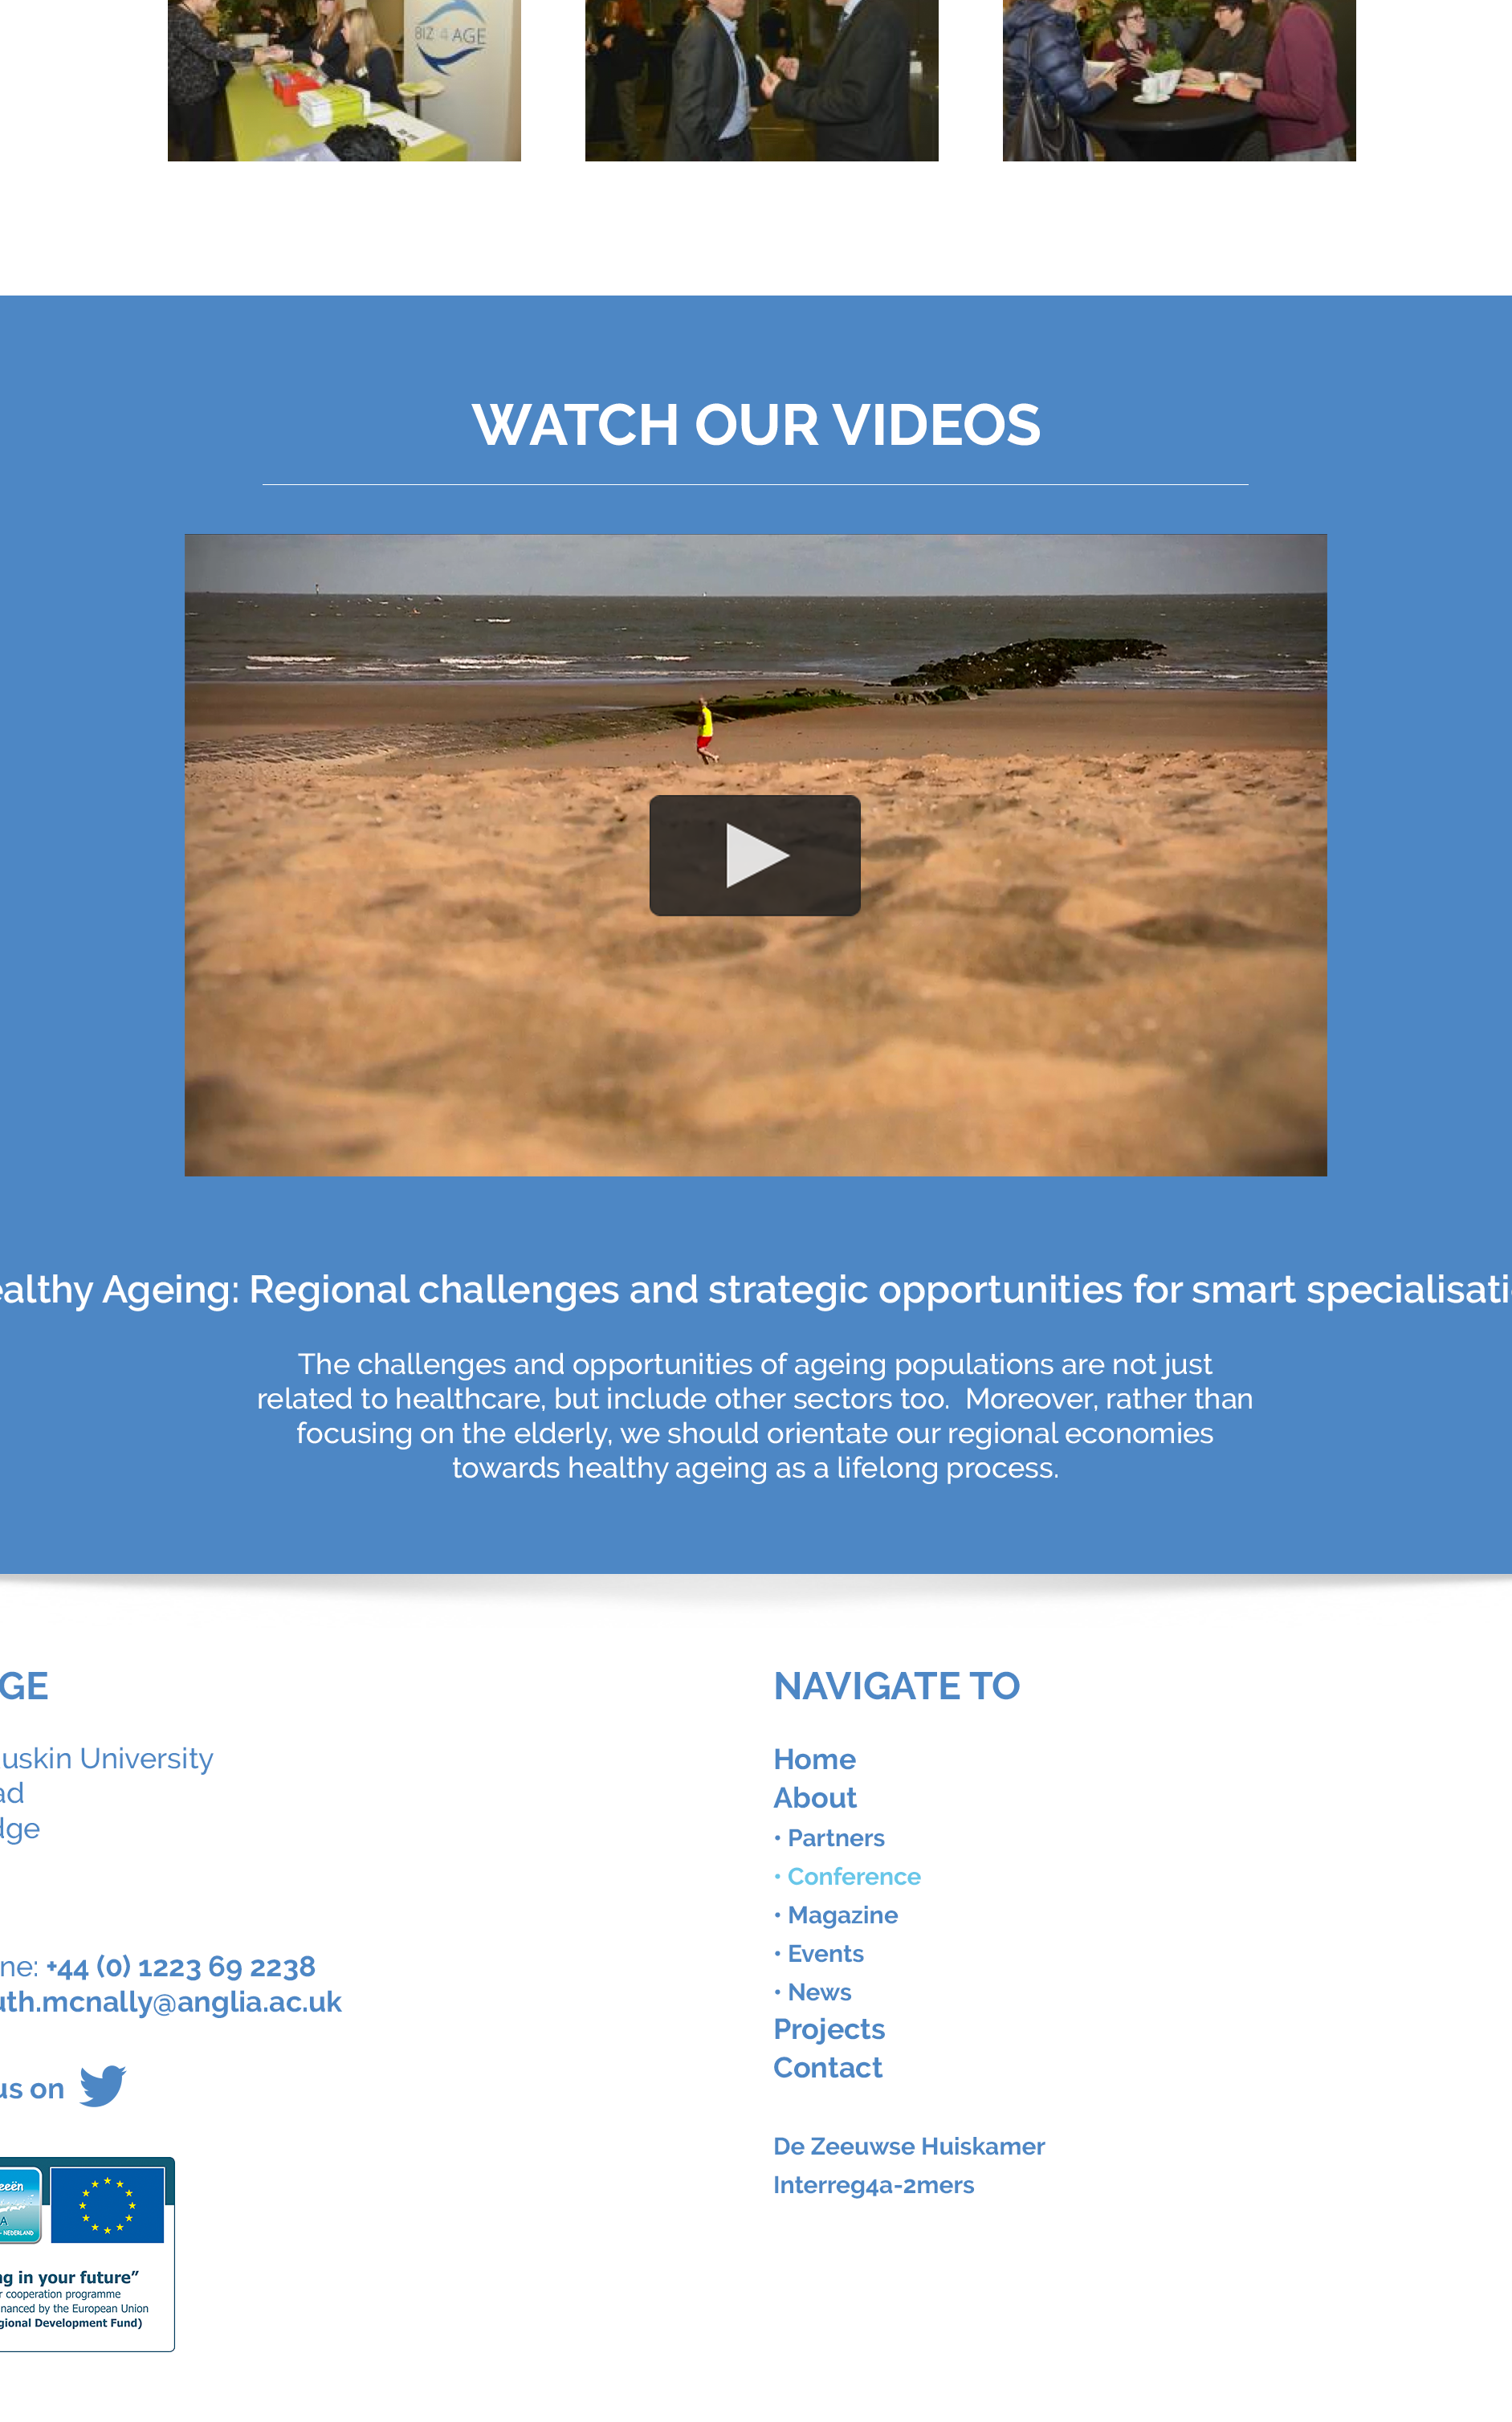 BIZ 4 AGE
WATCH OUR VIDEOS
ealthy Ageing: Regional challenges and strategic opportunities for smart specialisati
The challenges and opportunities of ageing populations are not just
related to healthcare, but include other sectors too. Moreover, rather than
focusing on the elderly, we should orientate our regional economies
towards healthy ageing as a lifelong process.
GE
uskin University
ad
dge
ne: +44 (0) 1223 69 2238
uth.mcnally@anglia.ac.uk
us on
eeën
A
- NEDERLAND
ng in your future”
r cooperation programme
nanced by the European Union
gional Development Fund)
NAVIGATE TO
Home
About
• Partners
• Conference
• Magazine
• Events
• News
Projects
Contact
De Zeeuwse Huiskamer
Interreg4a-2mers